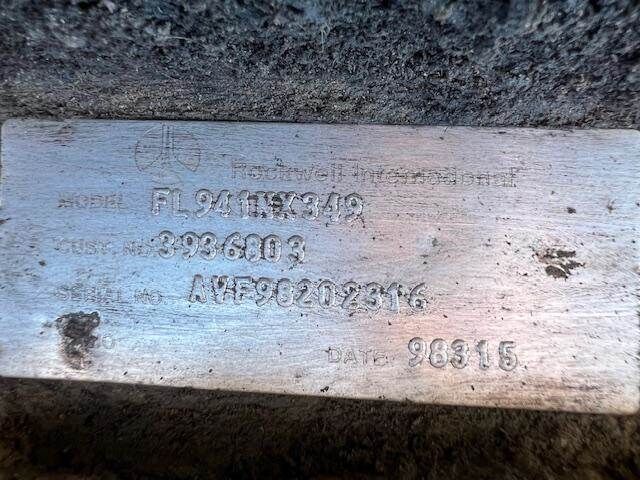 Rockwell International
MODEL FL941NX349
CUST. NO. 3936803
SERIAL NO. AVF98202316
DATE 98315